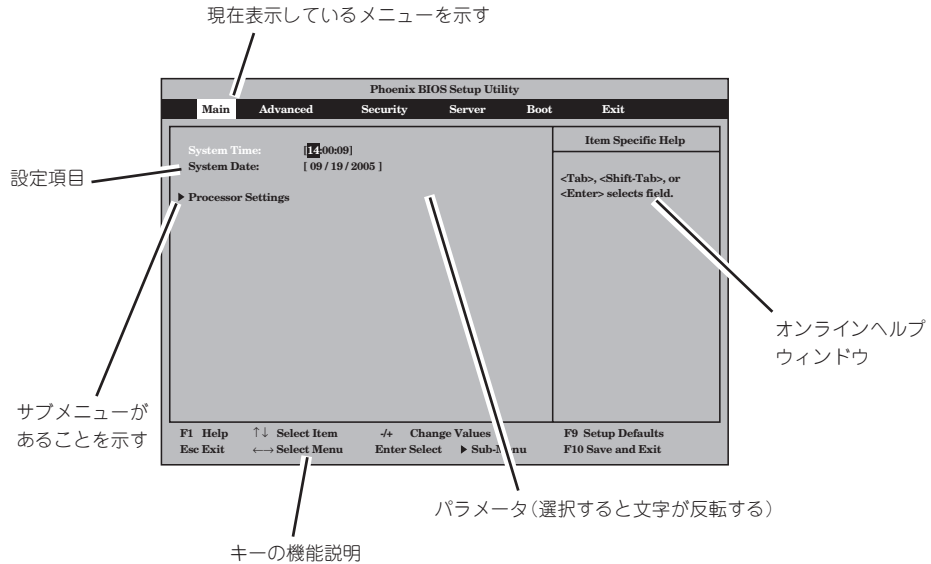 現在表示しているメニューを示す
Phoenix BIOS Setup Utility
Main Advanced Security Server Boot Exit
System Time: [14:00:09]
System Date: [ 09 / 19 / 2005 ]
▶ Processor Settings
Item Specific Help
<Tab>, <Shift-Tab>, or
<Enter> selects field.
設定項目
オンラインヘルプ
ウィンドウ
サブメニューが
あることを示す
F1 Help ↑↓ Select Item -/+ Change Values F9 Setup Defaults
Esc Exit ←→ Select Menu Enter Select ▶ Sub-Menu F10 Save and Exit
パラメータ(選択すると文字が反転する)
キーの機能説明